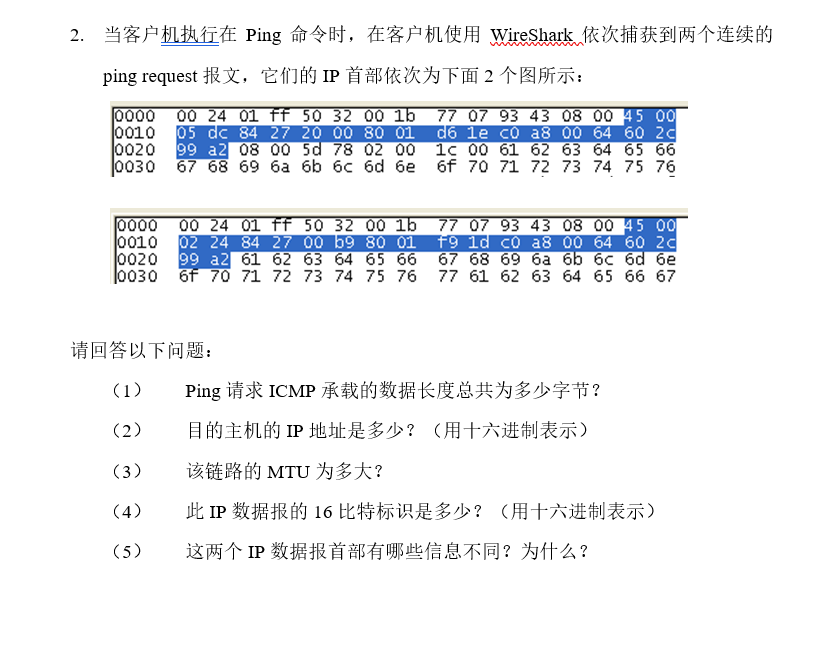 2. 当客户机执行在 Ping 命令时，在客户机使用 WireShark 依次捕获到两个连续的
ping request 报文，它们的 IP 首部依次为下面 2 个图所示：
0000 00 24 01 ff 50 32 00 1b 77 07 93 43 08 00 45 00
0010 05 dc 84 27 20 00 80 01 d6 1e c0 a8 00 64 60 2c
0020 99 a2 08 00 5d 78 02 00 1c 00 61 62 63 64 65 66
0030 67 68 69 6a 6b 6c 6d 6e 6f 70 71 72 73 74 75 76
0000 00 24 01 ff 50 32 00 1b 77 07 93 43 08 00 45 00
0010 02 24 84 27 00 b9 80 01 f9 1d c0 a8 00 64 60 2c
0020 99 a2 61 62 63 64 65 66 67 68 69 6a 6b 6c 6d 6e
0030 6f 70 71 72 73 74 75 76 77 61 62 63 64 65 66 67
请回答以下问题：
（1） Ping 请求 ICMP 承载的数据长度总共为多少字节？
（2） 目的主机的 IP 地址是多少？（用十六进制表示）
（3） 该链路的 MTU 为多大？
（4） 此 IP 数据报的 16 比特标识是多少？（用十六进制表示）
（5） 这两个 IP 数据报首部有哪些信息不同？为什么？